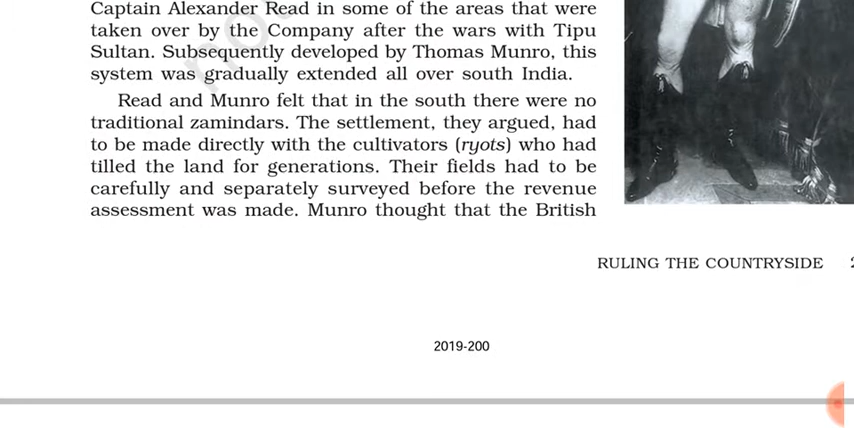 Captain Alexander Read in some of the areas that were
taken over by the Company after the wars with Tipu
Sultan. Subsequently developed by Thomas Munro, this
system was gradually extended all over south India.
Read and Munro felt that in the south there were no
traditional zamindars. The settlement, they argued, had
to be made directly with the cultivators (ryots) who had
tilled the land for generations. Their fields had to be
carefully and separately surveyed before the revenue
assessment was made. Munro thought that the British
RULING THE COUNTRYSIDE
2019-200